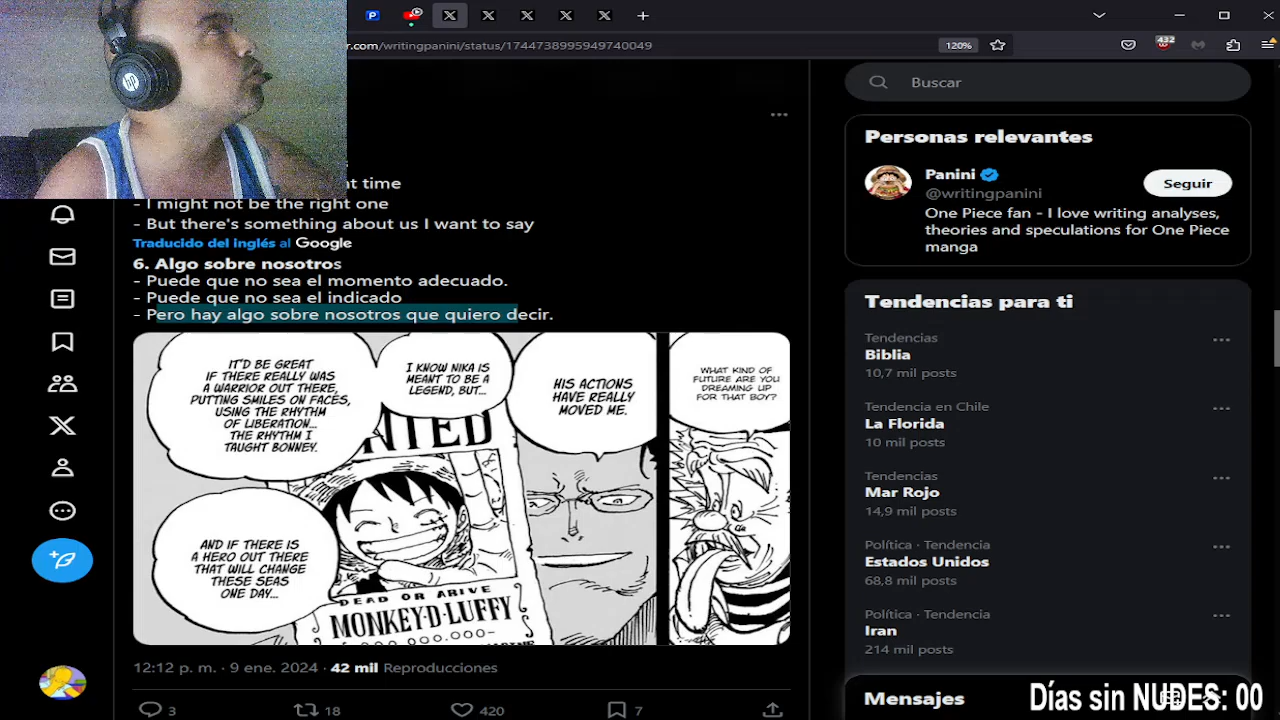 r.com/writingpanini/status/1744738995949740049
120%
432
hp
Buscar
t time
- I might not be the right one
- But there's something about us I want to say
Traducido del inglés al Google
6. Algo sobre nosotros
- Puede que no sea el momento adecuado.
- Puede que no sea el indicado
- Pero hay algo sobre nosotros que quiero decir.
IT'D BE GREAT
IF THERE REALLY WAS
A WARRIOR OUT THERE,
PUTTING SMILES ON FACES,
USING THE RHYTHM
OF LIBERATION...
THE RHYTHM I
TAUGHT BONNEY.
I KNOW NIKA IS
MEANT TO BE A
LEGEND, BUT...
HIS ACTIONS
HAVE REALLY
MOVED ME.
WHAT KIND OF
FUTURE ARE YOU
DREAMING UP
FOR THAT BOY?
NTED
AND IF THERE IS
A HERO OUT THERE
THAT WILL CHANGE
THESE SEAS
ONE DAY...
DEAD OR ALIVE
MONKEY·D·LUFFY
12:12 p. m. · 9 ene. 2024 · 42 mil Reproducciones
3
18
420
7
Personas relevantes
Panini
@writingpanini
Seguir
One Piece fan - I love writing analyses,
theories and speculations for One Piece
manga
Tendencias para ti
Tendencias
Biblia
10,7 mil posts
Tendencia en Chile
La Florida
10 mil posts
Tendencias
Mar Rojo
14,9 mil posts
Política · Tendencia
Estados Unidos
68,8 mil posts
Política · Tendencia
Iran
214 mil posts
Mensajes
Días sin NUDES: 00